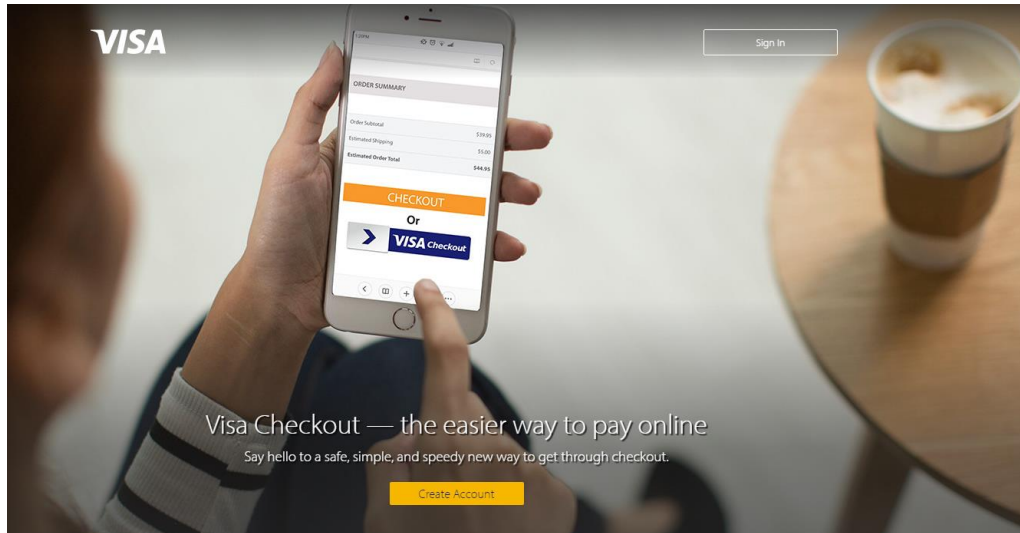 VISA
Sign In
1:20PM
ORDER SUMMARY
Order Subtotal $39.95
Estimated Shipping $5.00
Estimated Order Total $44.95
CHECKOUT
Or
VISA Checkout
Visa Checkout — the easier way to pay online
Say hello to a safe, simple, and speedy new way to get through checkout.
Create Account